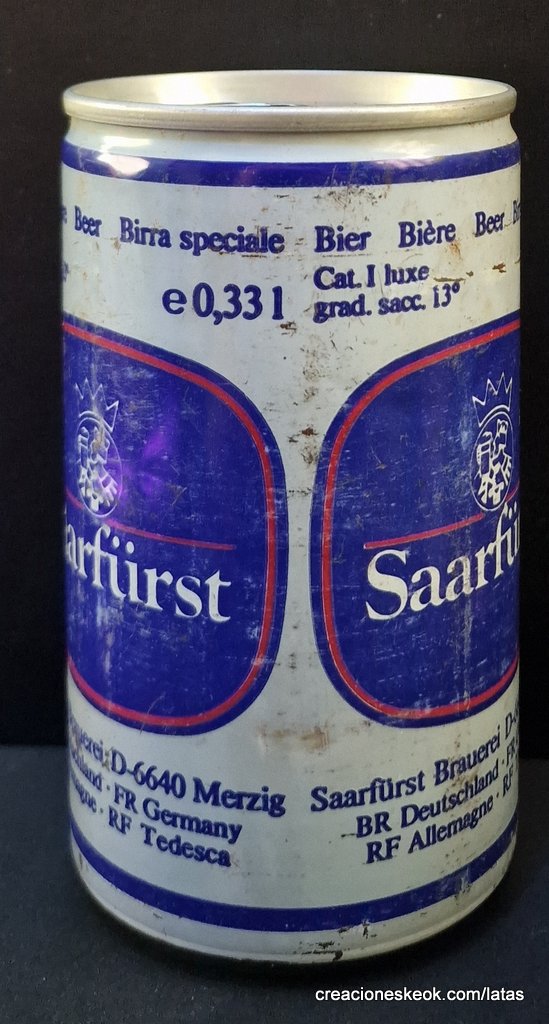 Beer Birra speciale Bier Bière Beer
e 0,33 l
Cat. I luxe
grad. sacc. 13°
arfürst
Saarfü
D-6640 Merzig
FR Germany
RF Tedesca
Saarfürst Brauerei
BR Deutschland
RF Allemagne
creacioneskeok.com/latas